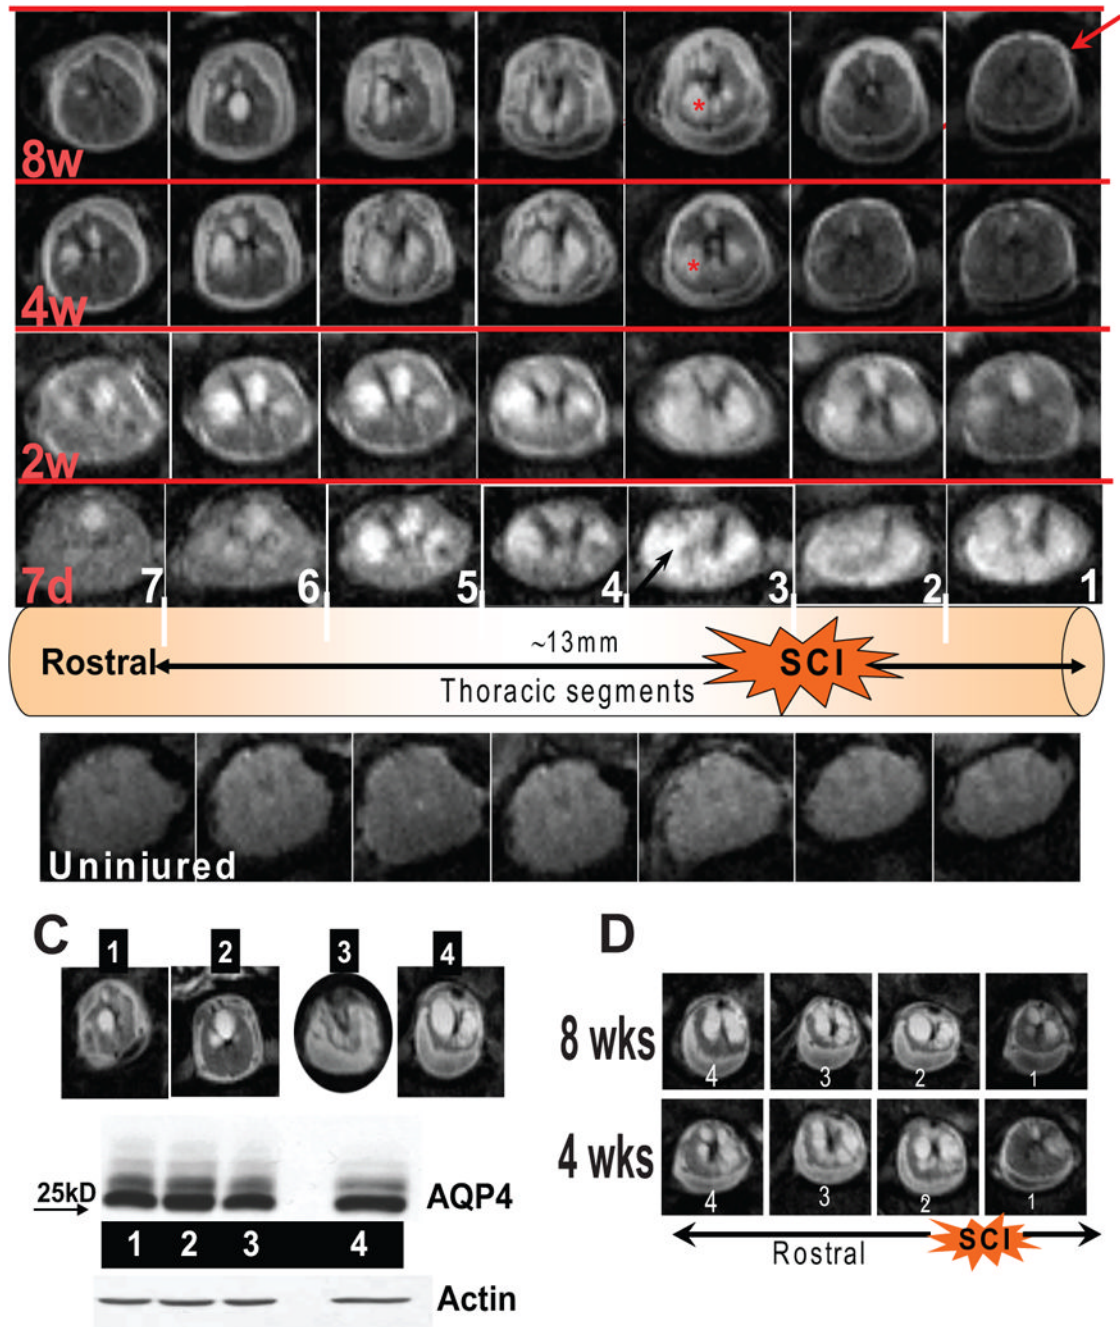 8w
*
4w
*
2w
7d 7 6 5 4 3 2 1
Rostral ~13mm SCI
Thoracic segments
Uninjured
C
1 2 3 4
25kD AQP4
1 2 3 4
Actin
D
8 wks
4 3 2 1
4 wks
4 3 2 1
Rostral SCI